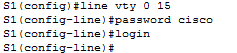 S1(config)#line vty 0 15
S1(config-line)#password cisco
S1(config-line)#login
S1(config-line)#